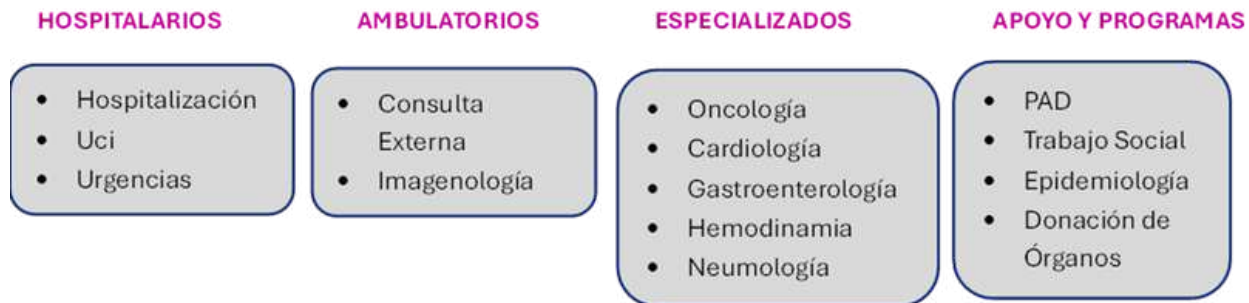 HOSPITALARIOS
• Hospitalización
• Uci
• Urgencias
AMBULATORIOS
• Consulta
Externa
• Imagenología
ESPECIALIZADOS
• Oncología
• Cardiología
• Gastroenterología
• Hemodinamia
• Neumología
APOYO Y PROGRAMAS
• PAD
• Trabajo Social
• Epidemiología
• Donación de
Órganos